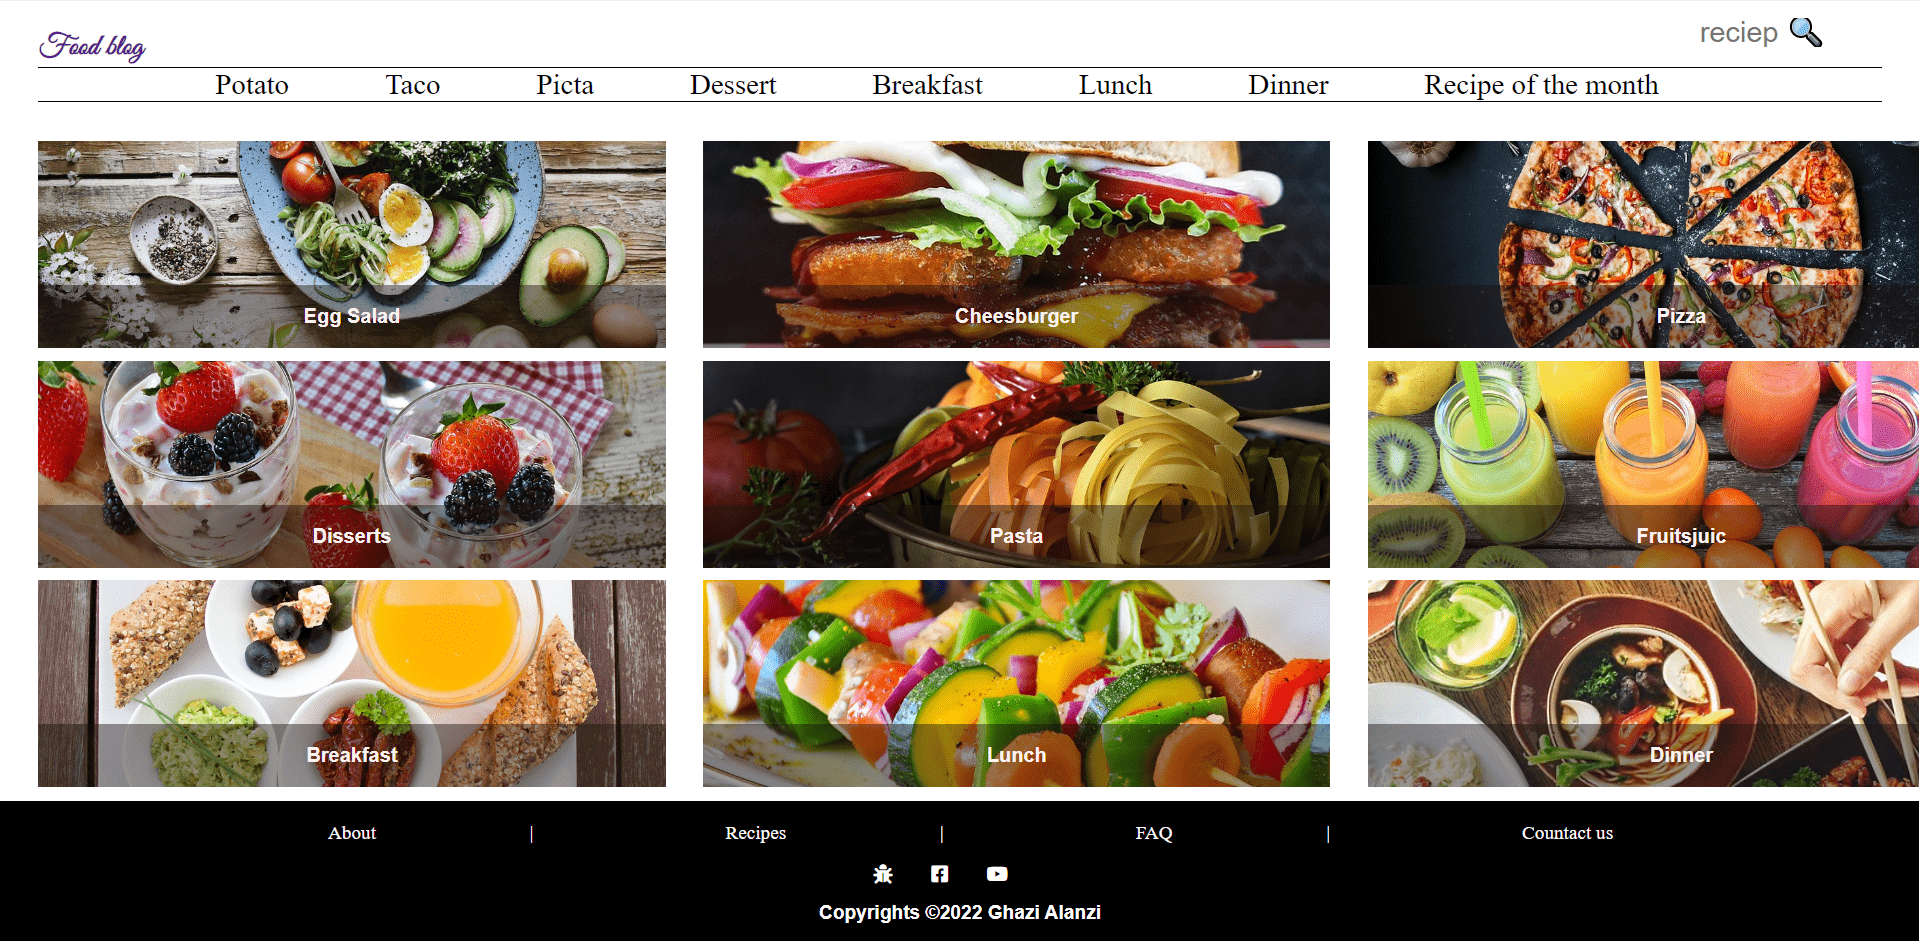 reciep
Food blog
Potato Taco Picta Dessert Breakfast Lunch Dinner Recipe of the month
Egg Salad Cheesburger Pizza
Disserts Pasta Fruitsjuic
Breakfast Lunch Dinner
About | Recipes | FAQ | Countact us
Copyrights ©2022 Ghazi Alanzi